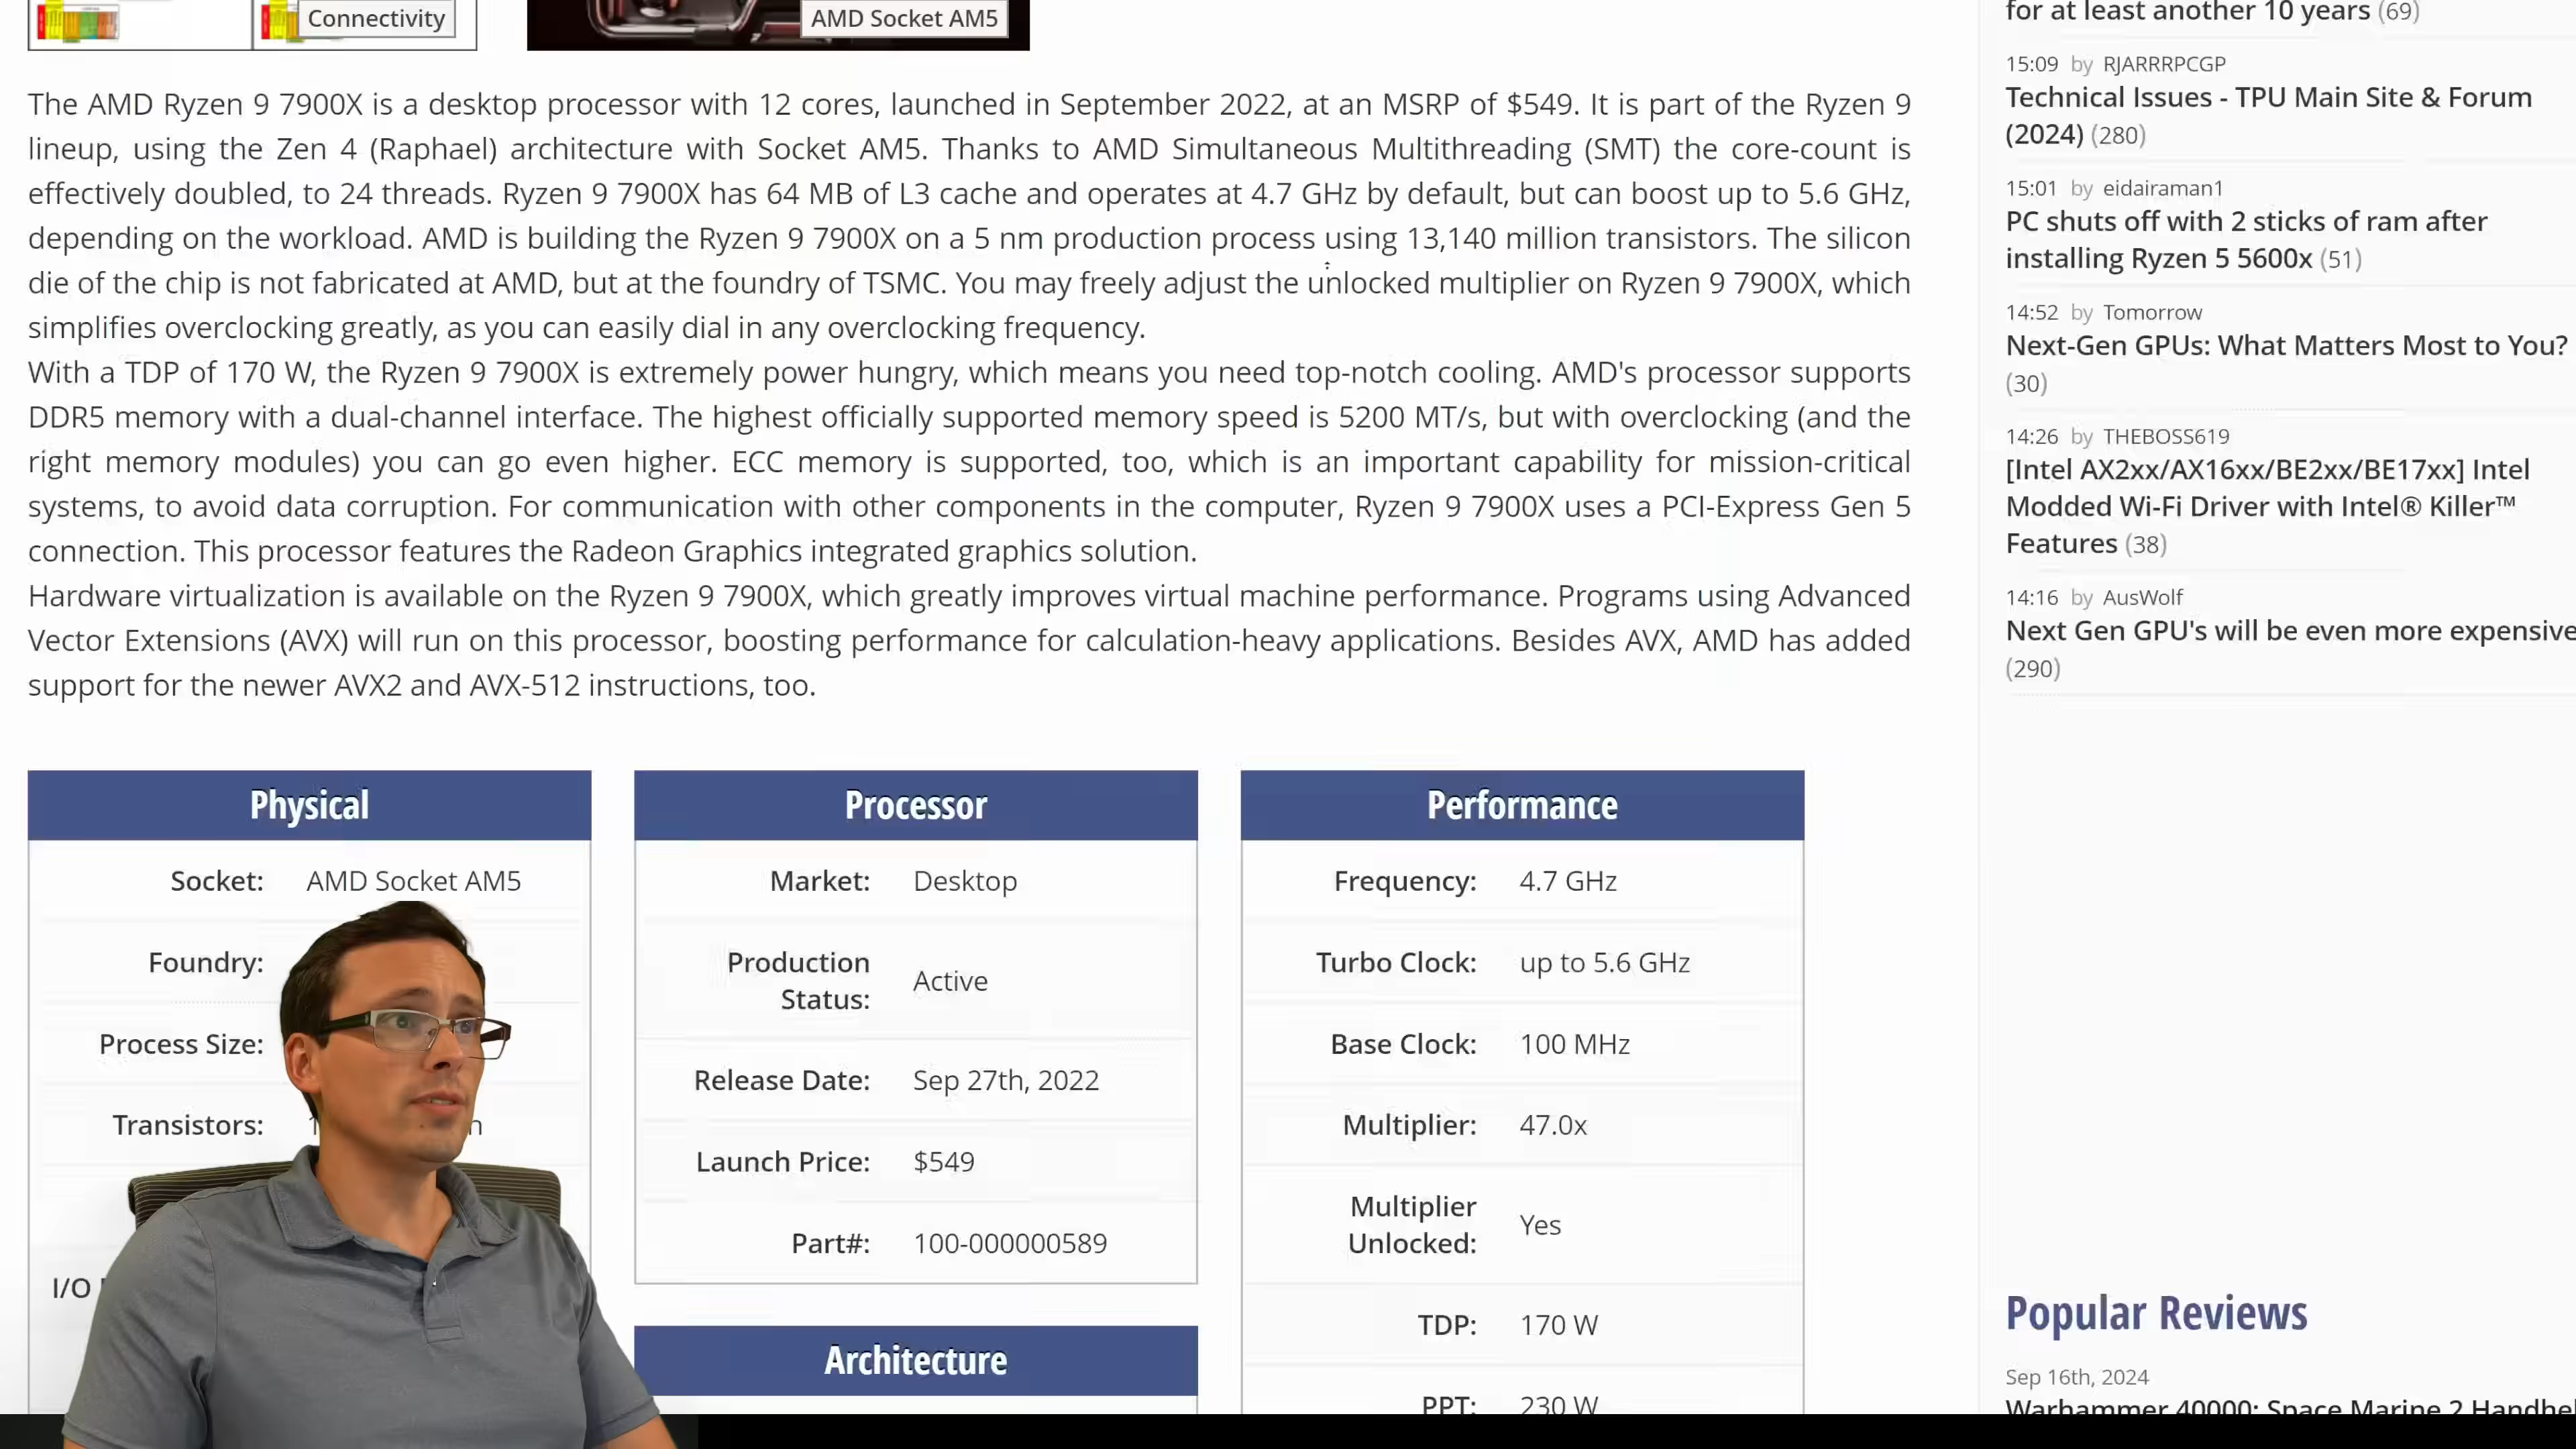 Connectivity
AMD Socket AM5
The AMD Ryzen 9 7900X is a desktop processor with 12 cores, launched in September 2022, at an MSRP of $549. It is part of the Ryzen 9
lineup, using the Zen 4 (Raphael) architecture with Socket AM5. Thanks to AMD Simultaneous Multithreading (SMT) the core-count is
effectively doubled, to 24 threads. Ryzen 9 7900X has 64 MB of L3 cache and operates at 4.7 GHz by default, but can boost up to 5.6 GHz,
depending on the workload. AMD is building the Ryzen 9 7900X on a 5 nm production process using 13,140 million transistors. The silicon
die of the chip is not fabricated at AMD, but at the foundry of TSMC. You may freely adjust the unlocked multiplier on Ryzen 9 7900X, which
simplifies overclocking greatly, as you can easily dial in any overclocking frequency.
With a TDP of 170 W, the Ryzen 9 7900X is extremely power hungry, which means you need top-notch cooling. AMD's processor supports
DDR5 memory with a dual-channel interface. The highest officially supported memory speed is 5200 MT/s, but with overclocking (and the
right memory modules) you can go even higher. ECC memory is supported, too, which is an important capability for mission-critical
systems, to avoid data corruption. For communication with other components in the computer, Ryzen 9 7900X uses a PCI-Express Gen 5
connection. This processor features the Radeon Graphics integrated graphics solution.
Hardware virtualization is available on the Ryzen 9 7900X, which greatly improves virtual machine performance. Programs using Advanced
Vector Extensions (AVX) will run on this processor, boosting performance for calculation-heavy applications. Besides AVX, AMD has added
support for the newer AVX2 and AVX-512 instructions, too.
Physical
Socket: AMD Socket AM5
Foundry:
Process Size:
Transistors:
I/O
Processor
Market: Desktop
Production
Status: Active
Release Date: Sep 27th, 2022
Launch Price: $549
Part#: 100-000000589
Architecture
Performance
Frequency: 4.7 GHz
Turbo Clock: up to 5.6 GHz
Base Clock: 100 MHz
Multiplier: 47.0x
Multiplier
Unlocked: Yes
TDP: 170 W
PPT: 230 W
for at least another 10 years (69)
15:09 by RJARRRPCGP
Technical Issues - TPU Main Site & Forum
(2024) (280)
15:01 by eidairaman1
PC shuts off with 2 sticks of ram after
installing Ryzen 5 5600x (51)
14:52 by Tomorrow
Next-Gen GPUs: What Matters Most to You?
(30)
14:26 by THEBOSS619
[Intel AX2xx/AX16xx/BE2xx/BE17xx] Intel
Modded Wi-Fi Driver with Intel® Killer™
Features (38)
14:16 by AusWolf
Next Gen GPU's will be even more expensive
(290)
Popular Reviews
Sep 16th, 2024
Warhammer 40000: Space Marine 2